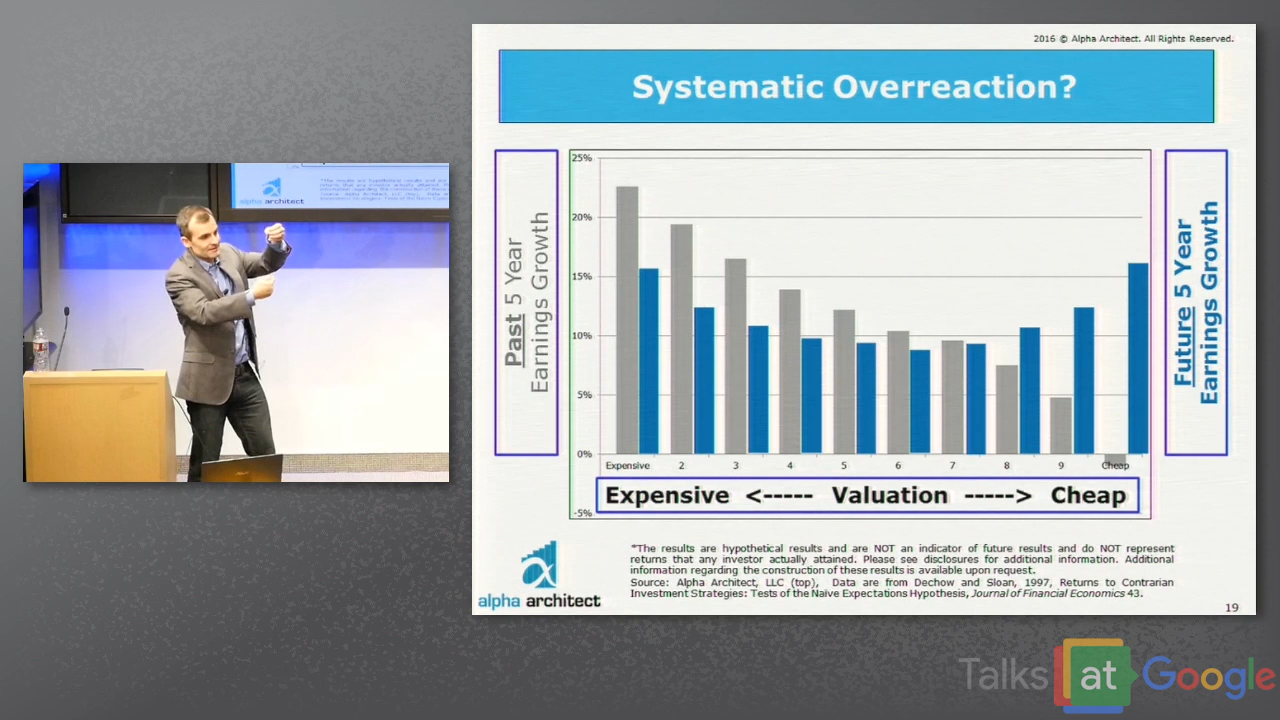 2016 © Alpha Architect. All Rights Reserved.
Systematic Overreaction?
Past 5 Year
Earnings Growth
25%
20%
15%
10%
5%
0%
-5%
Expensive 2 3 4 5 6 7 8 9 Cheap
Expensive <----- Valuation -----> Cheap
Future 5 Year
Earnings Growth
*The results are hypothetical results and are NOT an indicator of future results and do NOT represent
returns that any investor actually attained. Please see disclosures for additional information. Additional
information regarding the construction of these results is available upon request.
Source: Alpha Architect, LLC (top), Data are from Dechow and Sloan, 1997, Returns to Contrarian
Investment Strategies: Tests of the Naive Expectations Hypothesis, Journal of Financial Economics 43.
alpha architect
19
alpha architect
Talks at Google